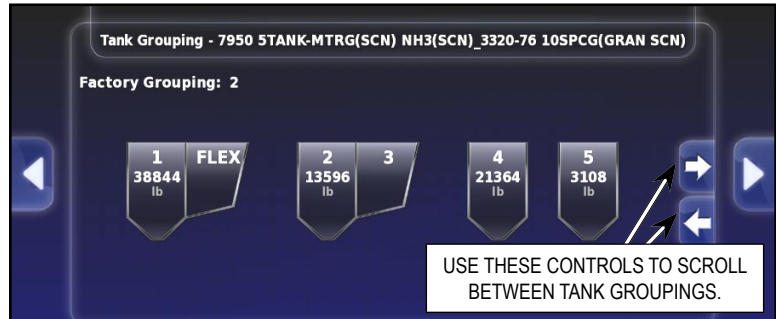 Tank Grouping - 7950 5TANK-MTRG(SCN) NH3(SCN)_3320-76 10SPCG(GRAN SCN)
Factory Grouping: 2
1 FLEX 2 3 4 5
38844 13596 21364 3108
lb lb lb lb
USE THESE CONTROLS TO SCROLL
BETWEEN TANK GROUPINGS.